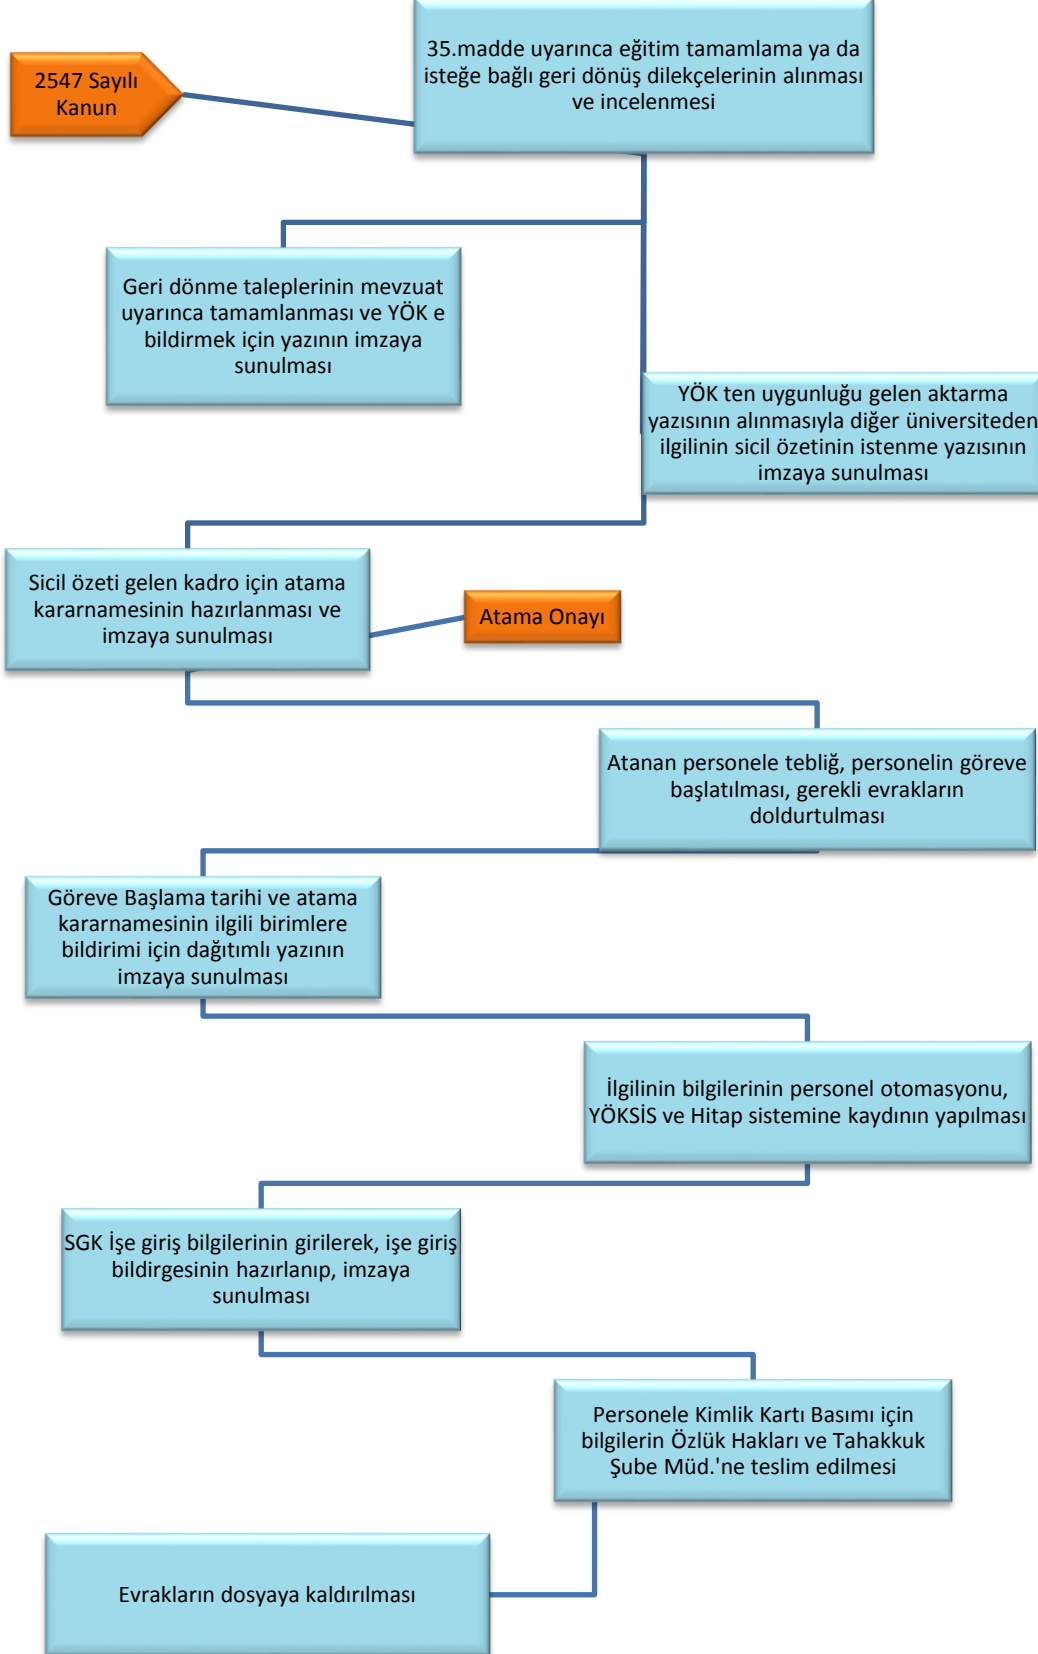 35.madde uyarınca eğitim tamamlama ya da
isteğe bağlı geri dönüş dilekçelerinin alınması
ve incelenmesi
2547 Sayılı
Kanun
Geri dönme taleplerinin mevzuat
uyarınca tamamlanması ve YÖK e
bildirmek için yazının imzaya
sunulması
YÖK ten uygunluğu gelen aktarma
yazısının alınmasıyla diğer üniversiteden
ilgilinin sicil özetinin istenme yazısının
imzaya sunulması
Sicil özeti gelen kadro için atama
kararnamesinin hazırlanması ve
imzaya sunulması
Atama Onayı
Atanan personele tebliğ, personelin göreve
başlatılması, gerekli evrakların
doldurtulması
Göreve Başlama tarihi ve atama
kararnamesinin ilgili birimlere
bildirimi için dağıtımlı yazının
imzaya sunulması
İlgilinin bilgilerinin personel otomasyonu,
YÖKSİS ve Hitap sistemine kaydının yapılması
SGK İşe giriş bilgilerinin girilerek, işe giriş
bildirgesinin hazırlanıp, imzaya
sunulması
Personele Kimlik Kartı Basımı için
bilgilerin Özlük Hakları ve Tahakkuk
Şube Müd.'ne teslim edilmesi
Evrakların dosyaya kaldırılması